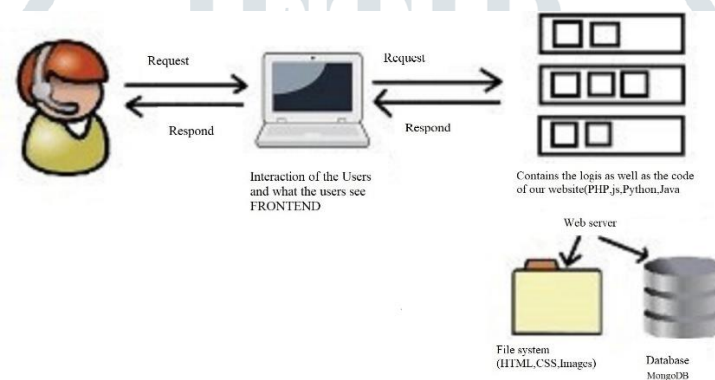 Request
Respond
Request
Respond
Interaction of the Users
and what the users see
FRONTEND
Contains the logis as well as the code
of our website(PHP,js,Python,Java
Web server
File system
(HTML,CSS,Images)
Database
MongoDB